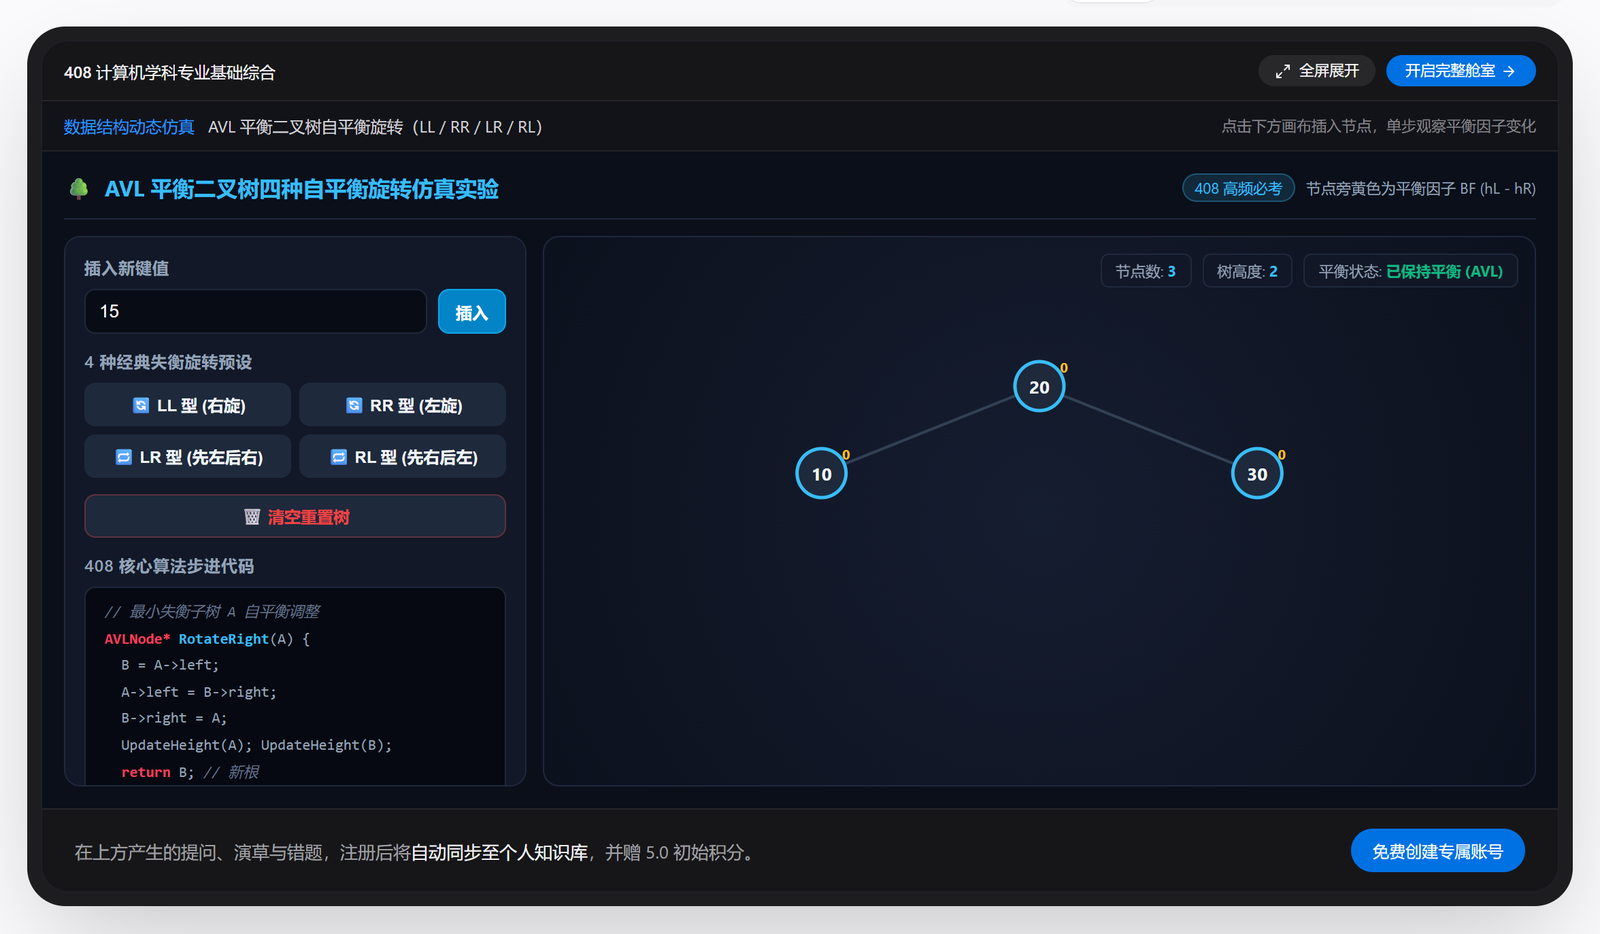 408 计算机学科专业基础综合
全屏展开
开启完整舱室 →
数据结构动态仿真 AVL 平衡二叉树自平衡旋转（LL / RR / LR / RL）
点击下方画布插入节点，单步观察平衡因子变化
AVL 平衡二叉树四种自平衡旋转仿真实验
408 高频必考
节点旁黄色为平衡因子 BF (hL - hR)
插入新键值
15
插入
4 种经典失衡旋转预设
LL 型 (右旋)
RR 型 (左旋)
LR 型 (先左后右)
RL 型 (先右后左)
清空重置树
408 核心算法步进代码
// 最小失衡子树 A 自平衡调整
AVLNode* RotateRight(A) {
B = A->left;
A->left = B->right;
B->right = A;
UpdateHeight(A); UpdateHeight(B);
return B; // 新根
节点数: 3
树高度: 2
平衡状态: 已保持平衡 (AVL)
0
20
0
10
0
30
在上方产生的提问、演草与错题，注册后将自动同步至个人知识库，并赠 5.0 初始积分。
免费创建专属账号